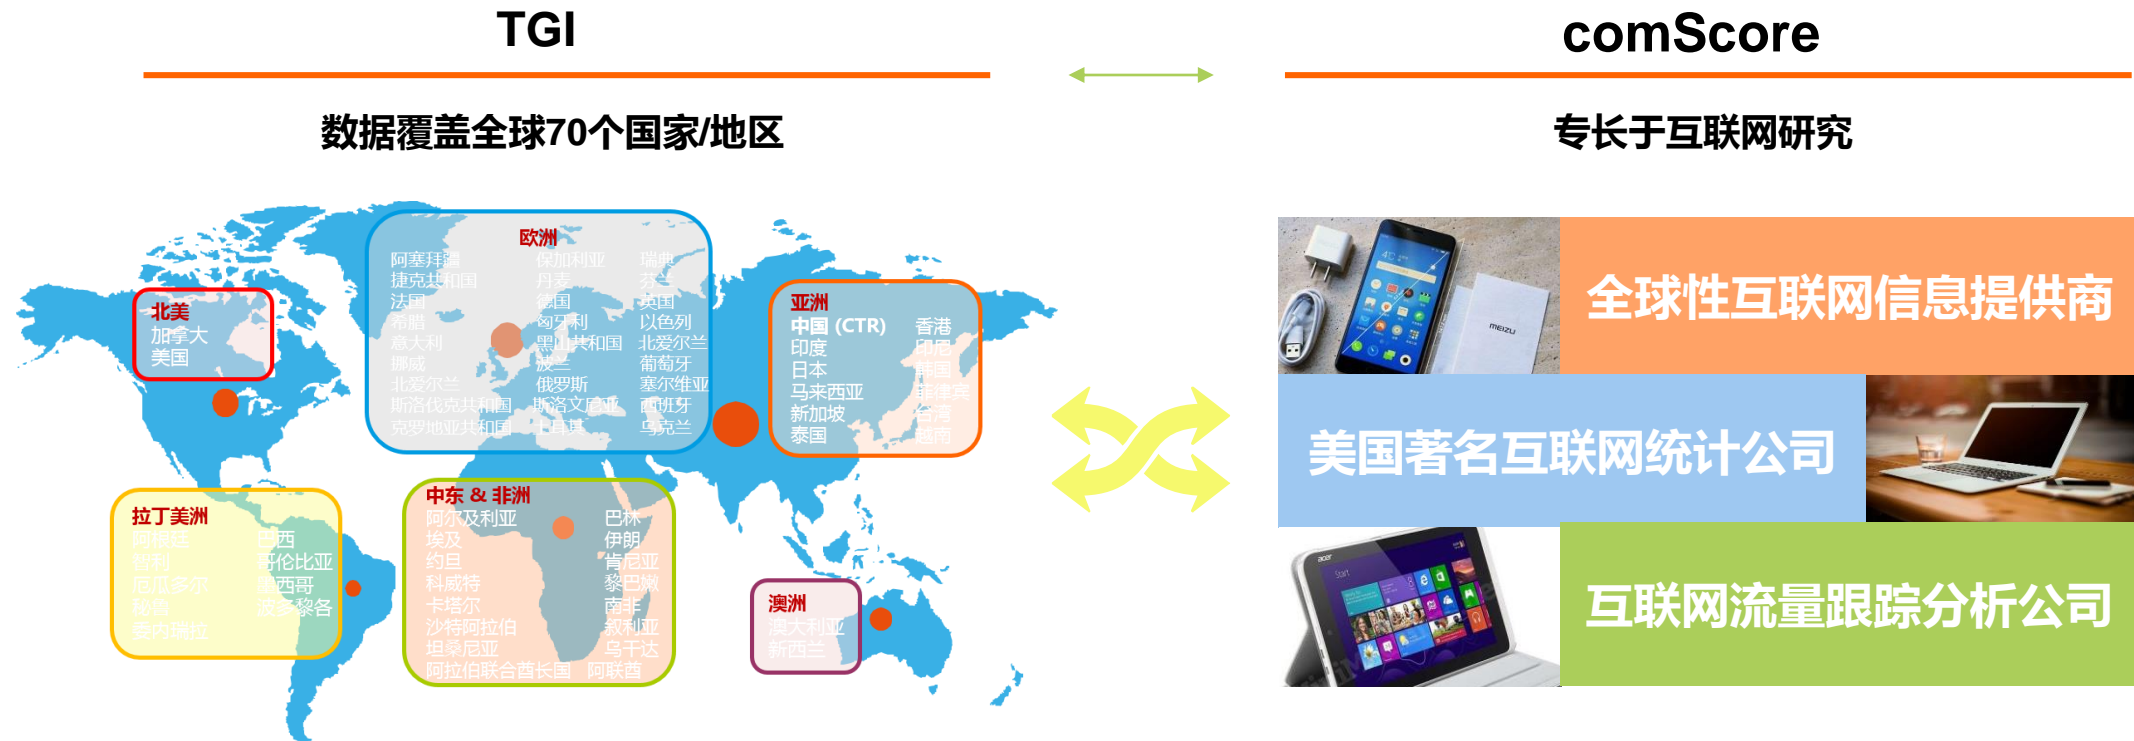 TGI
comScore
数据覆盖全球70个国家/地区
专长于互联网研究
北美
加拿大
美国
欧洲
阿塞拜疆 保加利亚 瑞典
捷克共和国 丹麦 芬兰
法国 德国 英国
希腊 匈牙利 以色列
意大利 黑山共和国 北爱尔兰
挪威 波兰 葡萄牙
北爱尔兰 俄罗斯 塞尔维亚
斯洛伐克共和国 斯洛文尼亚 西班牙
克罗地亚共和国 土耳其 乌克兰
亚洲
中国 (CTR) 香港
印度 印尼
日本 韩国
马来西亚 菲律宾
新加坡 台湾
泰国 越南
拉丁美洲
阿根廷 巴西
智利 哥伦比亚
厄瓜多尔 墨西哥
秘鲁 波多黎各
委内瑞拉
中东 & 非洲
阿尔及利亚 巴林
埃及 伊朗
约旦 肯尼亚
科威特 黎巴嫩
卡塔尔 南非
沙特阿拉伯 叙利亚
坦桑尼亚 乌干达
阿拉伯联合酋长国 阿联酋
澳洲
澳大利亚
新西兰
全球性互联网信息提供商
美国著名互联网统计公司
互联网流量跟踪分析公司
MEIZU
acer
Start